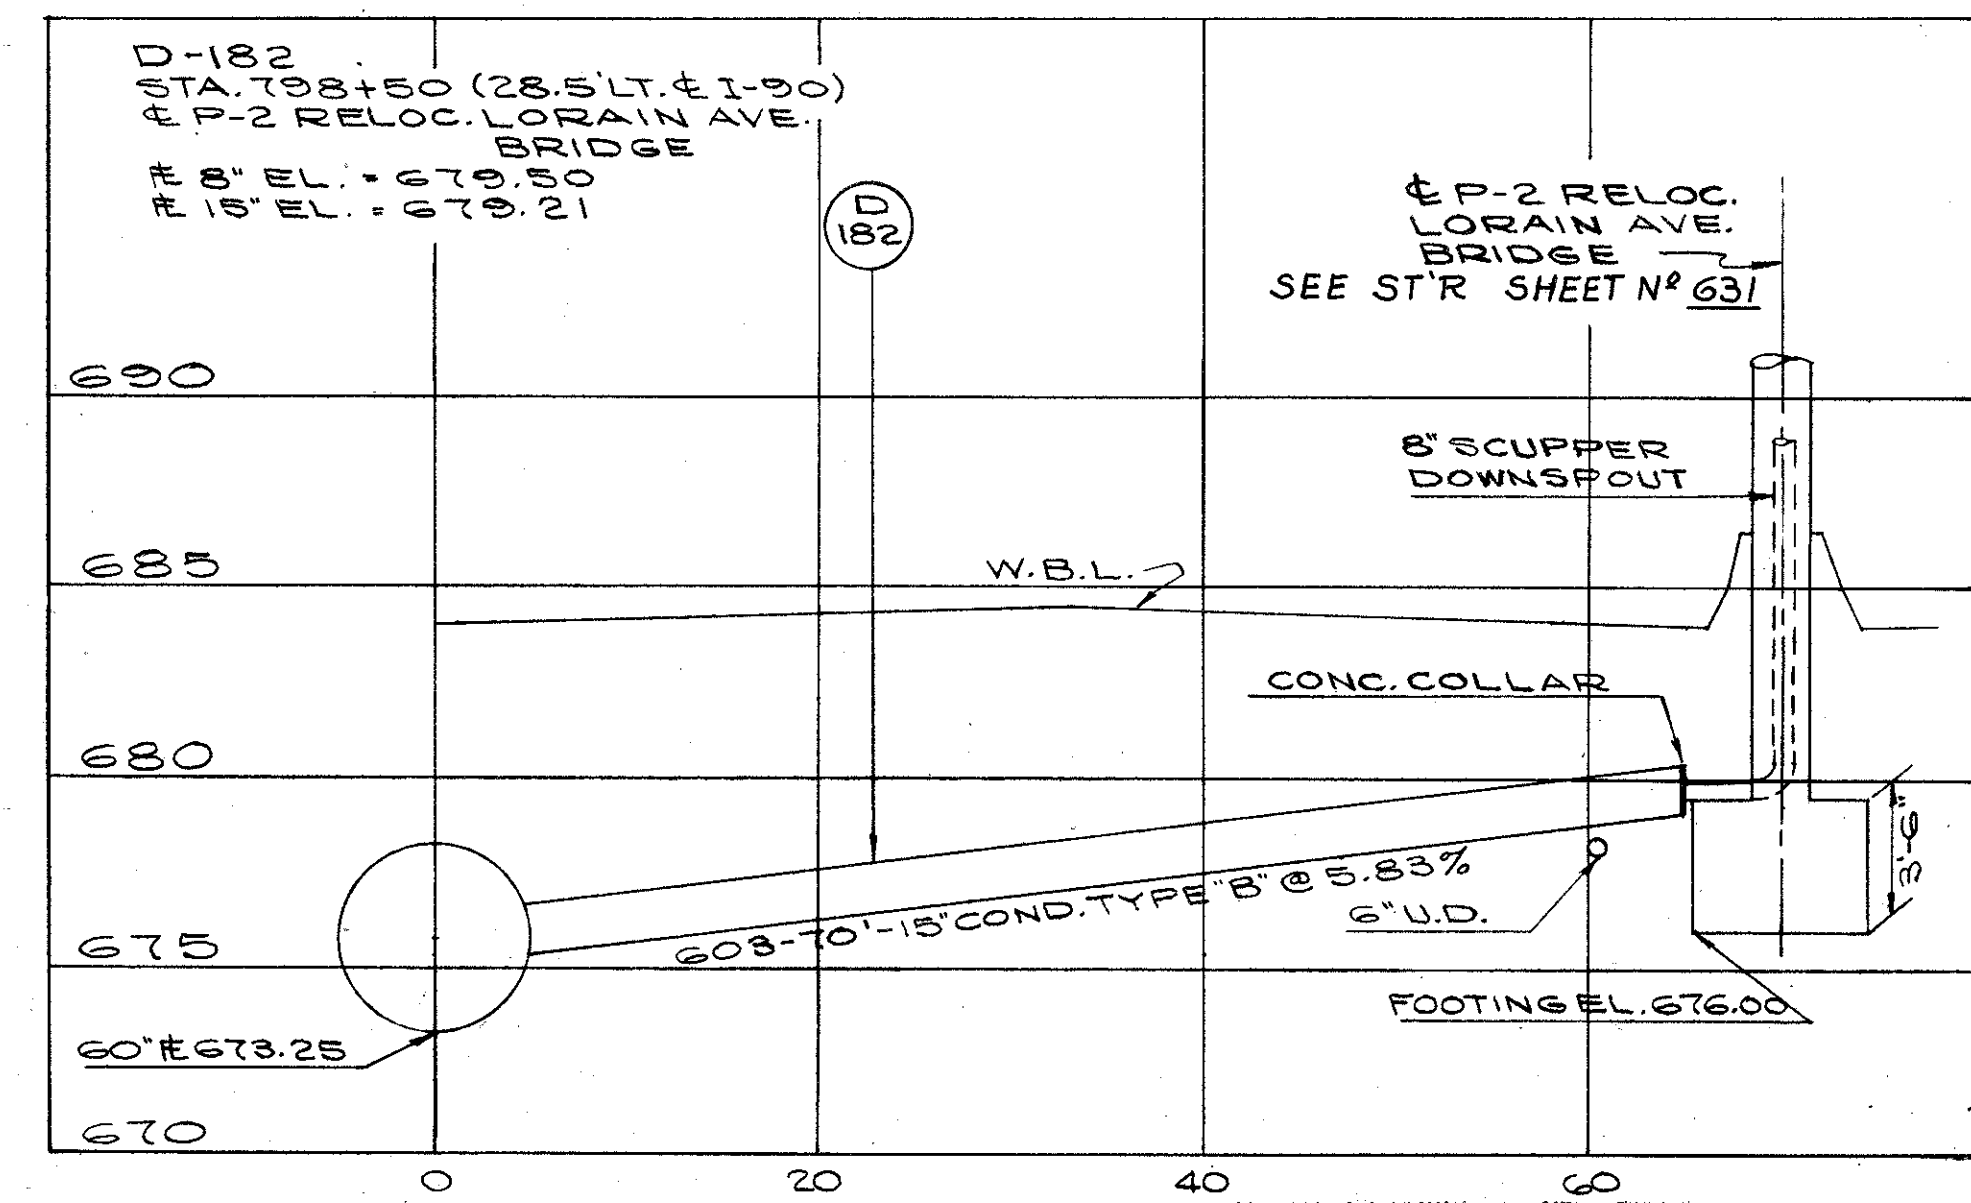 D-182
STA. 798+50 (28.5' LT. ℄ I-90)
℄ P-2 RELOC. LORAIN AVE.
BRIDGE
8" EL. = 679.50
15" EL. = 679.21
D
182
℄ P-2 RELOC.
LORAIN AVE.
BRIDGE
SEE ST'R SHEET Nº 631
690
8" SCUPPER
DOWNSPOUT
685
W.B.L.
CONC. COLLAR
680
3'-6"
603-70'-15" COND. TYPE "B" @ 5.83%
6" U.D.
675
FOOTING EL. 676.00
60" 673.25
670
0 20 40 60